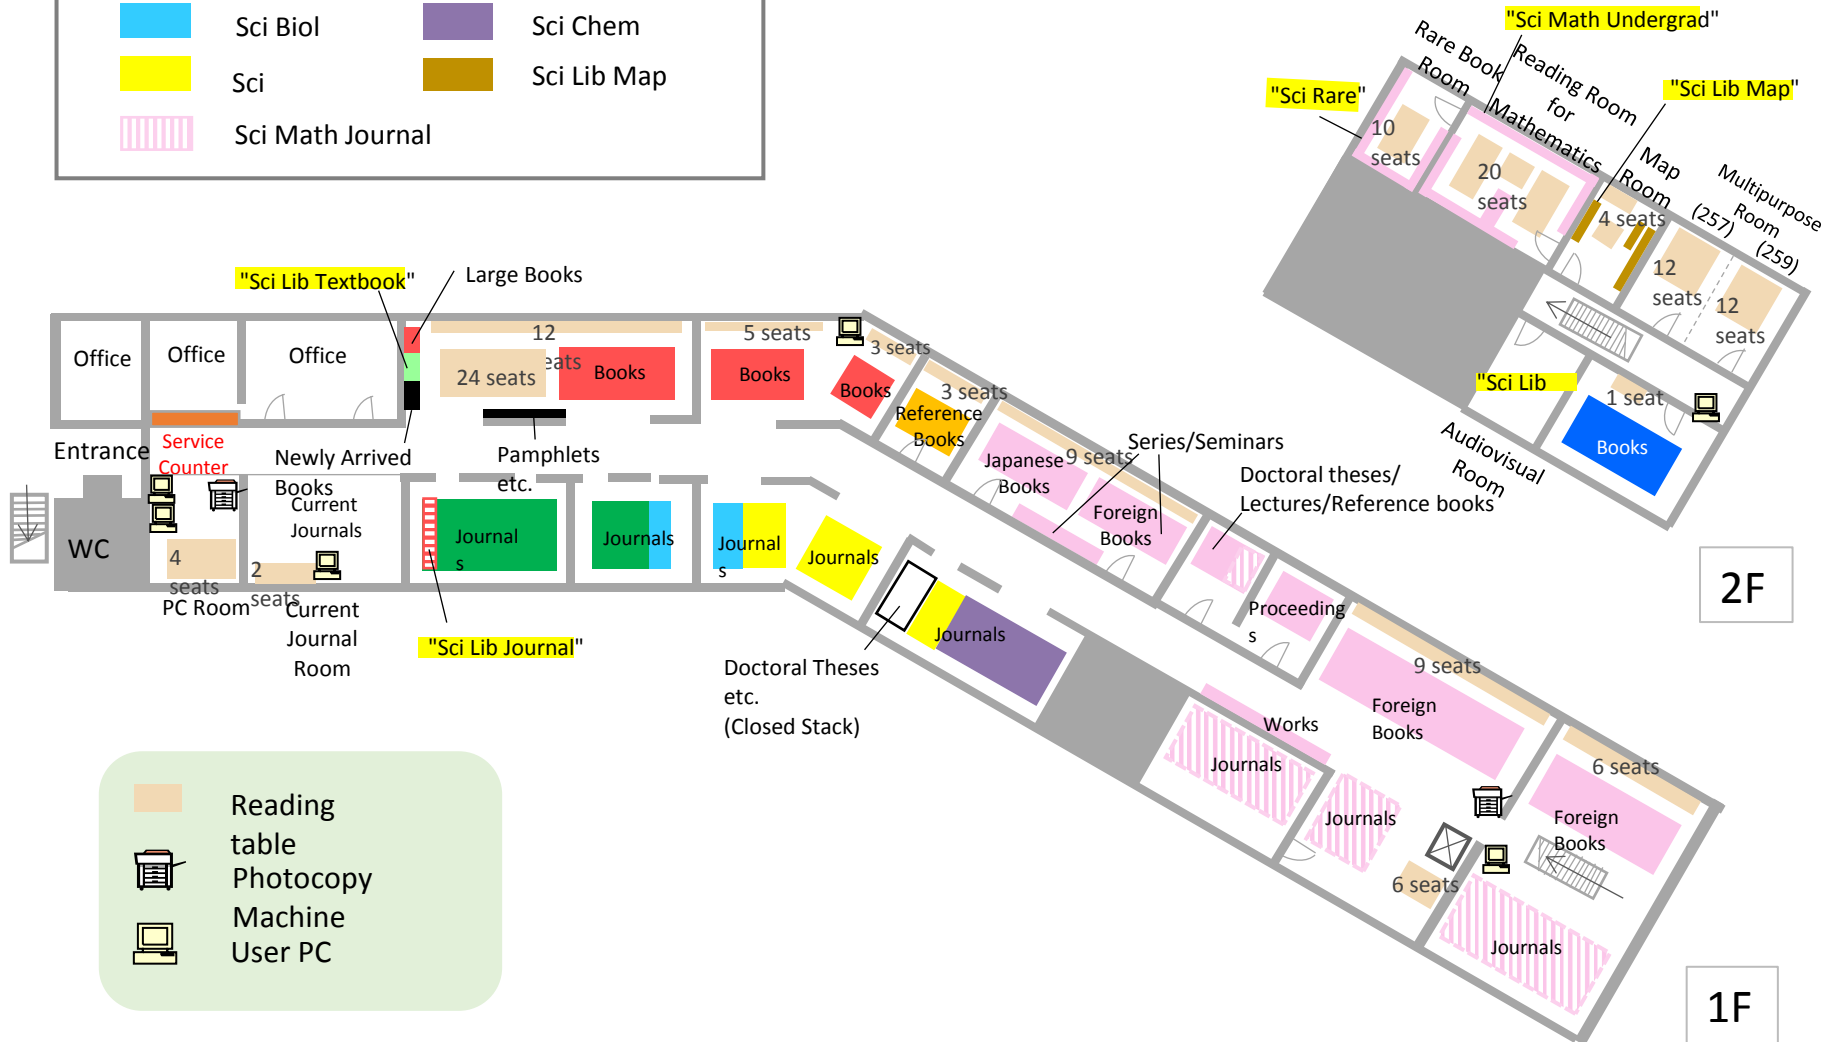 Sci Biol
Sci Chem
Sci
Sci Lib Map
Sci Math Journal
"Sci Math Undergrad"
Rare Book
Room
Reading Room
for
Mathematics
"Sci Rare"
"Sci Lib Map"
Map
Room
Multipurpose
Room
(257)
(259)
10
seats
20
seats
4 seats
12
seats
12
seats
"Sci Lib
1 seat
Books
Audiovisual
Room
2F
"Sci Lib Textbook"
Large Books
Office
Office
Office
12
seats
24 seats
Books
5 seats
Books
3 seats
Books
3 seats
Reference
Books
Entrance
Service
Counter
Newly Arrived
Books
Pamphlets
etc.
Current
Journals
WC
4
seats
PC Room
2
seats
Current
Journal
Room
Journal
s
Journals
Journal
s
Journals
Journals
"Sci Lib Journal"
Doctoral Theses
etc.
(Closed Stack)
Japanese
Books
9 seats
Series/Seminars
Foreign
Books
Doctoral theses/
Lectures/Reference books
Proceeding
s
9 seats
Foreign
Books
Works
Journals
Journals
6 seats
6 seats
Foreign
Books
Journals
1F
Reading
table
Photocopy
Machine
User PC